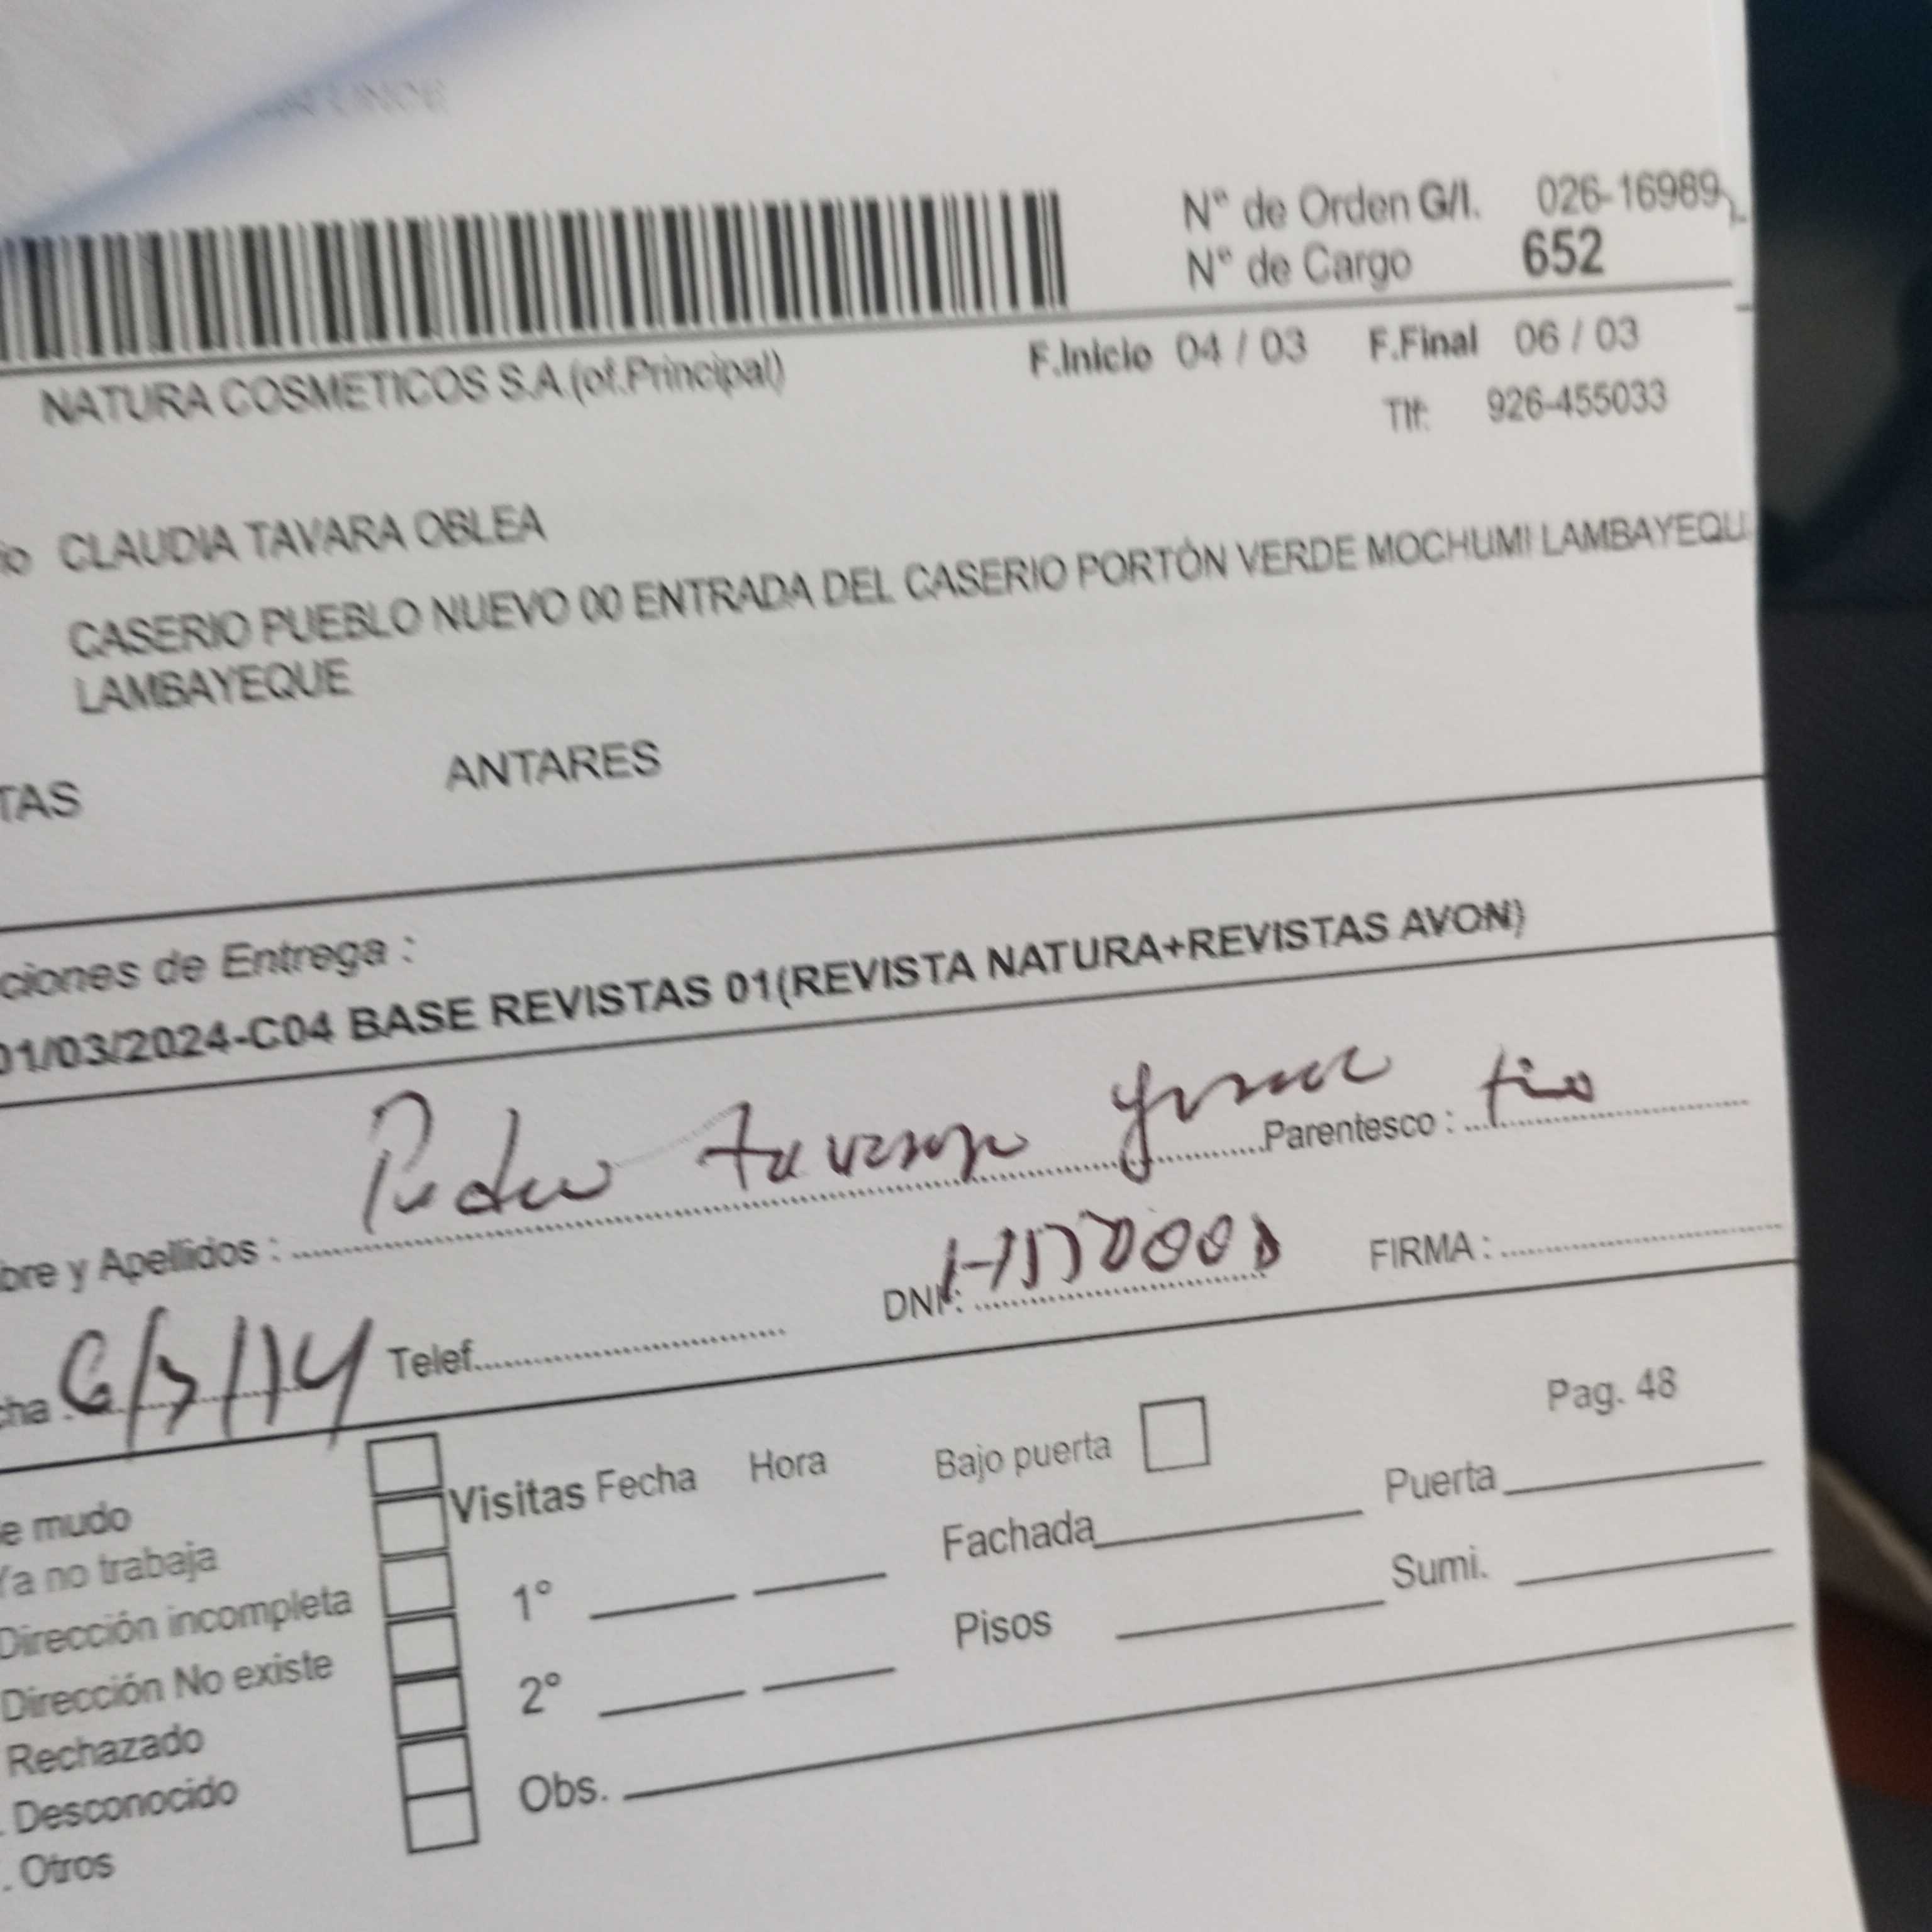 N° de Orden G/I. 026-16989
N° de Cargo 652
NATURA COSMETICOS S.A.(of.Principal) F.Inicio 04 / 03 F.Final 06 / 03
Tlf: 926-455033
io CLAUDIA TAVARA OBLEA
CASERIO PUEBLO NUEVO 00 ENTRADA DEL CASERIO PORTÓN VERDE MOCHUMI LAMBAYEQU
LAMBAYEQUE
TAS ANTARES
ciones de Entrega :
01/03/2024-C04 BASE REVISTAS 01(REVISTA NATURA+REVISTAS AVON)
bre y Apellidos : Parentesco : tio
cha Telef. DNI: FIRMA :
Pag. 48
e mudo Visitas Fecha Hora Bajo puerta
Ya no trabaja Fachada Puerta
Dirección incompleta 1°
Dirección No existe Pisos Sumi.
Rechazado 2°
. Desconocido
. Otros Obs.